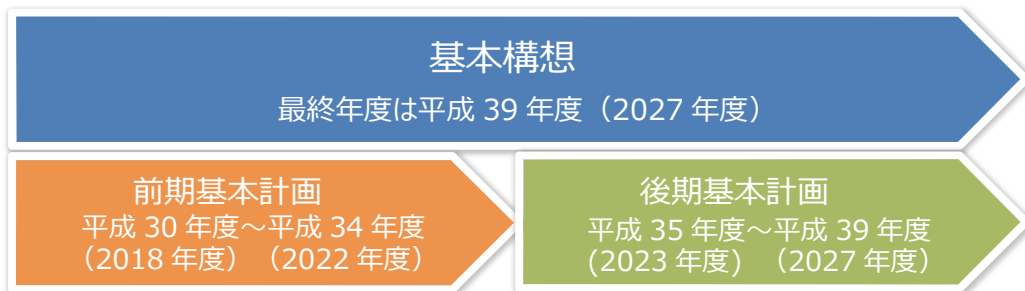 基本構想
最終年度は平成 39 年度（2027 年度）
前期基本計画
平成 30 年度～平成 34 年度
（2018 年度）（2022 年度）
後期基本計画
平成 35 年度～平成 39 年度
(2023 年度) （2027 年度）